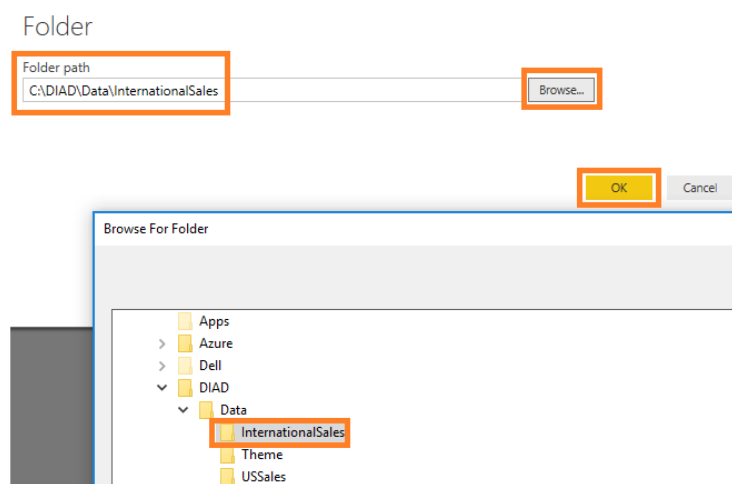 Folder
Folder path
C:\DIAD\Data\InternationalSales
Browse...
OK Cancel
Browse For Folder
Apps
Azure
Dell
DIAD
Data
InternationalSales
Theme
USSales